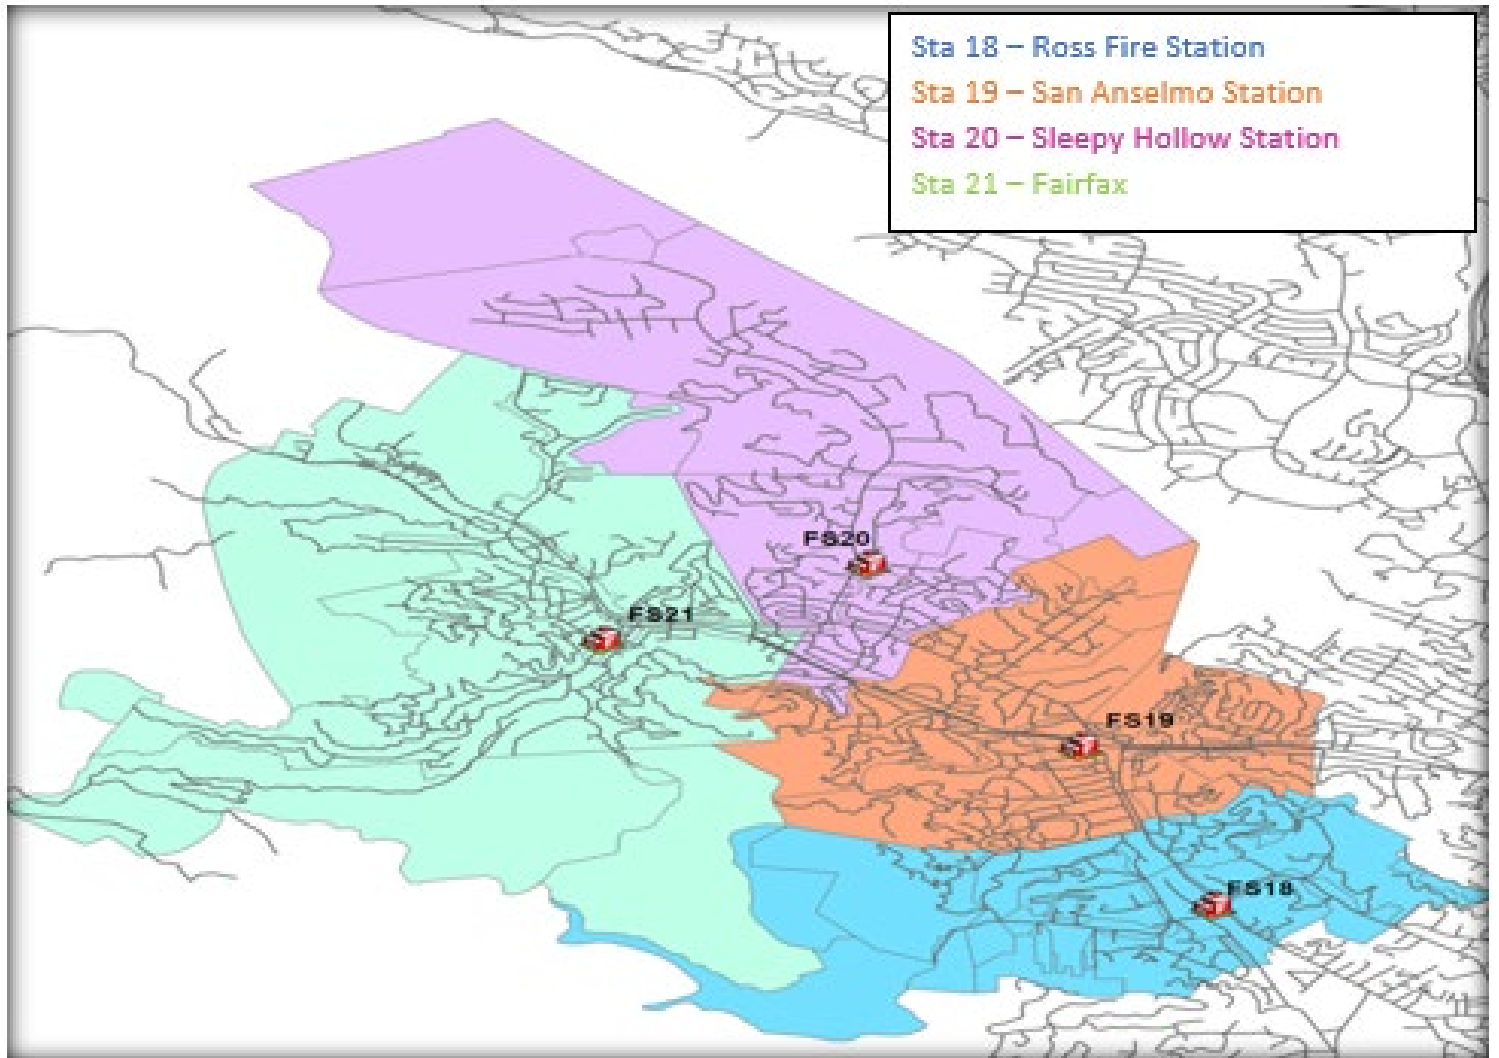 Sta 18 – Ross Fire Station
Sta 19 – San Anselmo Station
Sta 20 – Sleepy Hollow Station
Sta 21 – Fairfax
FS20
FS21
FS19
FS18